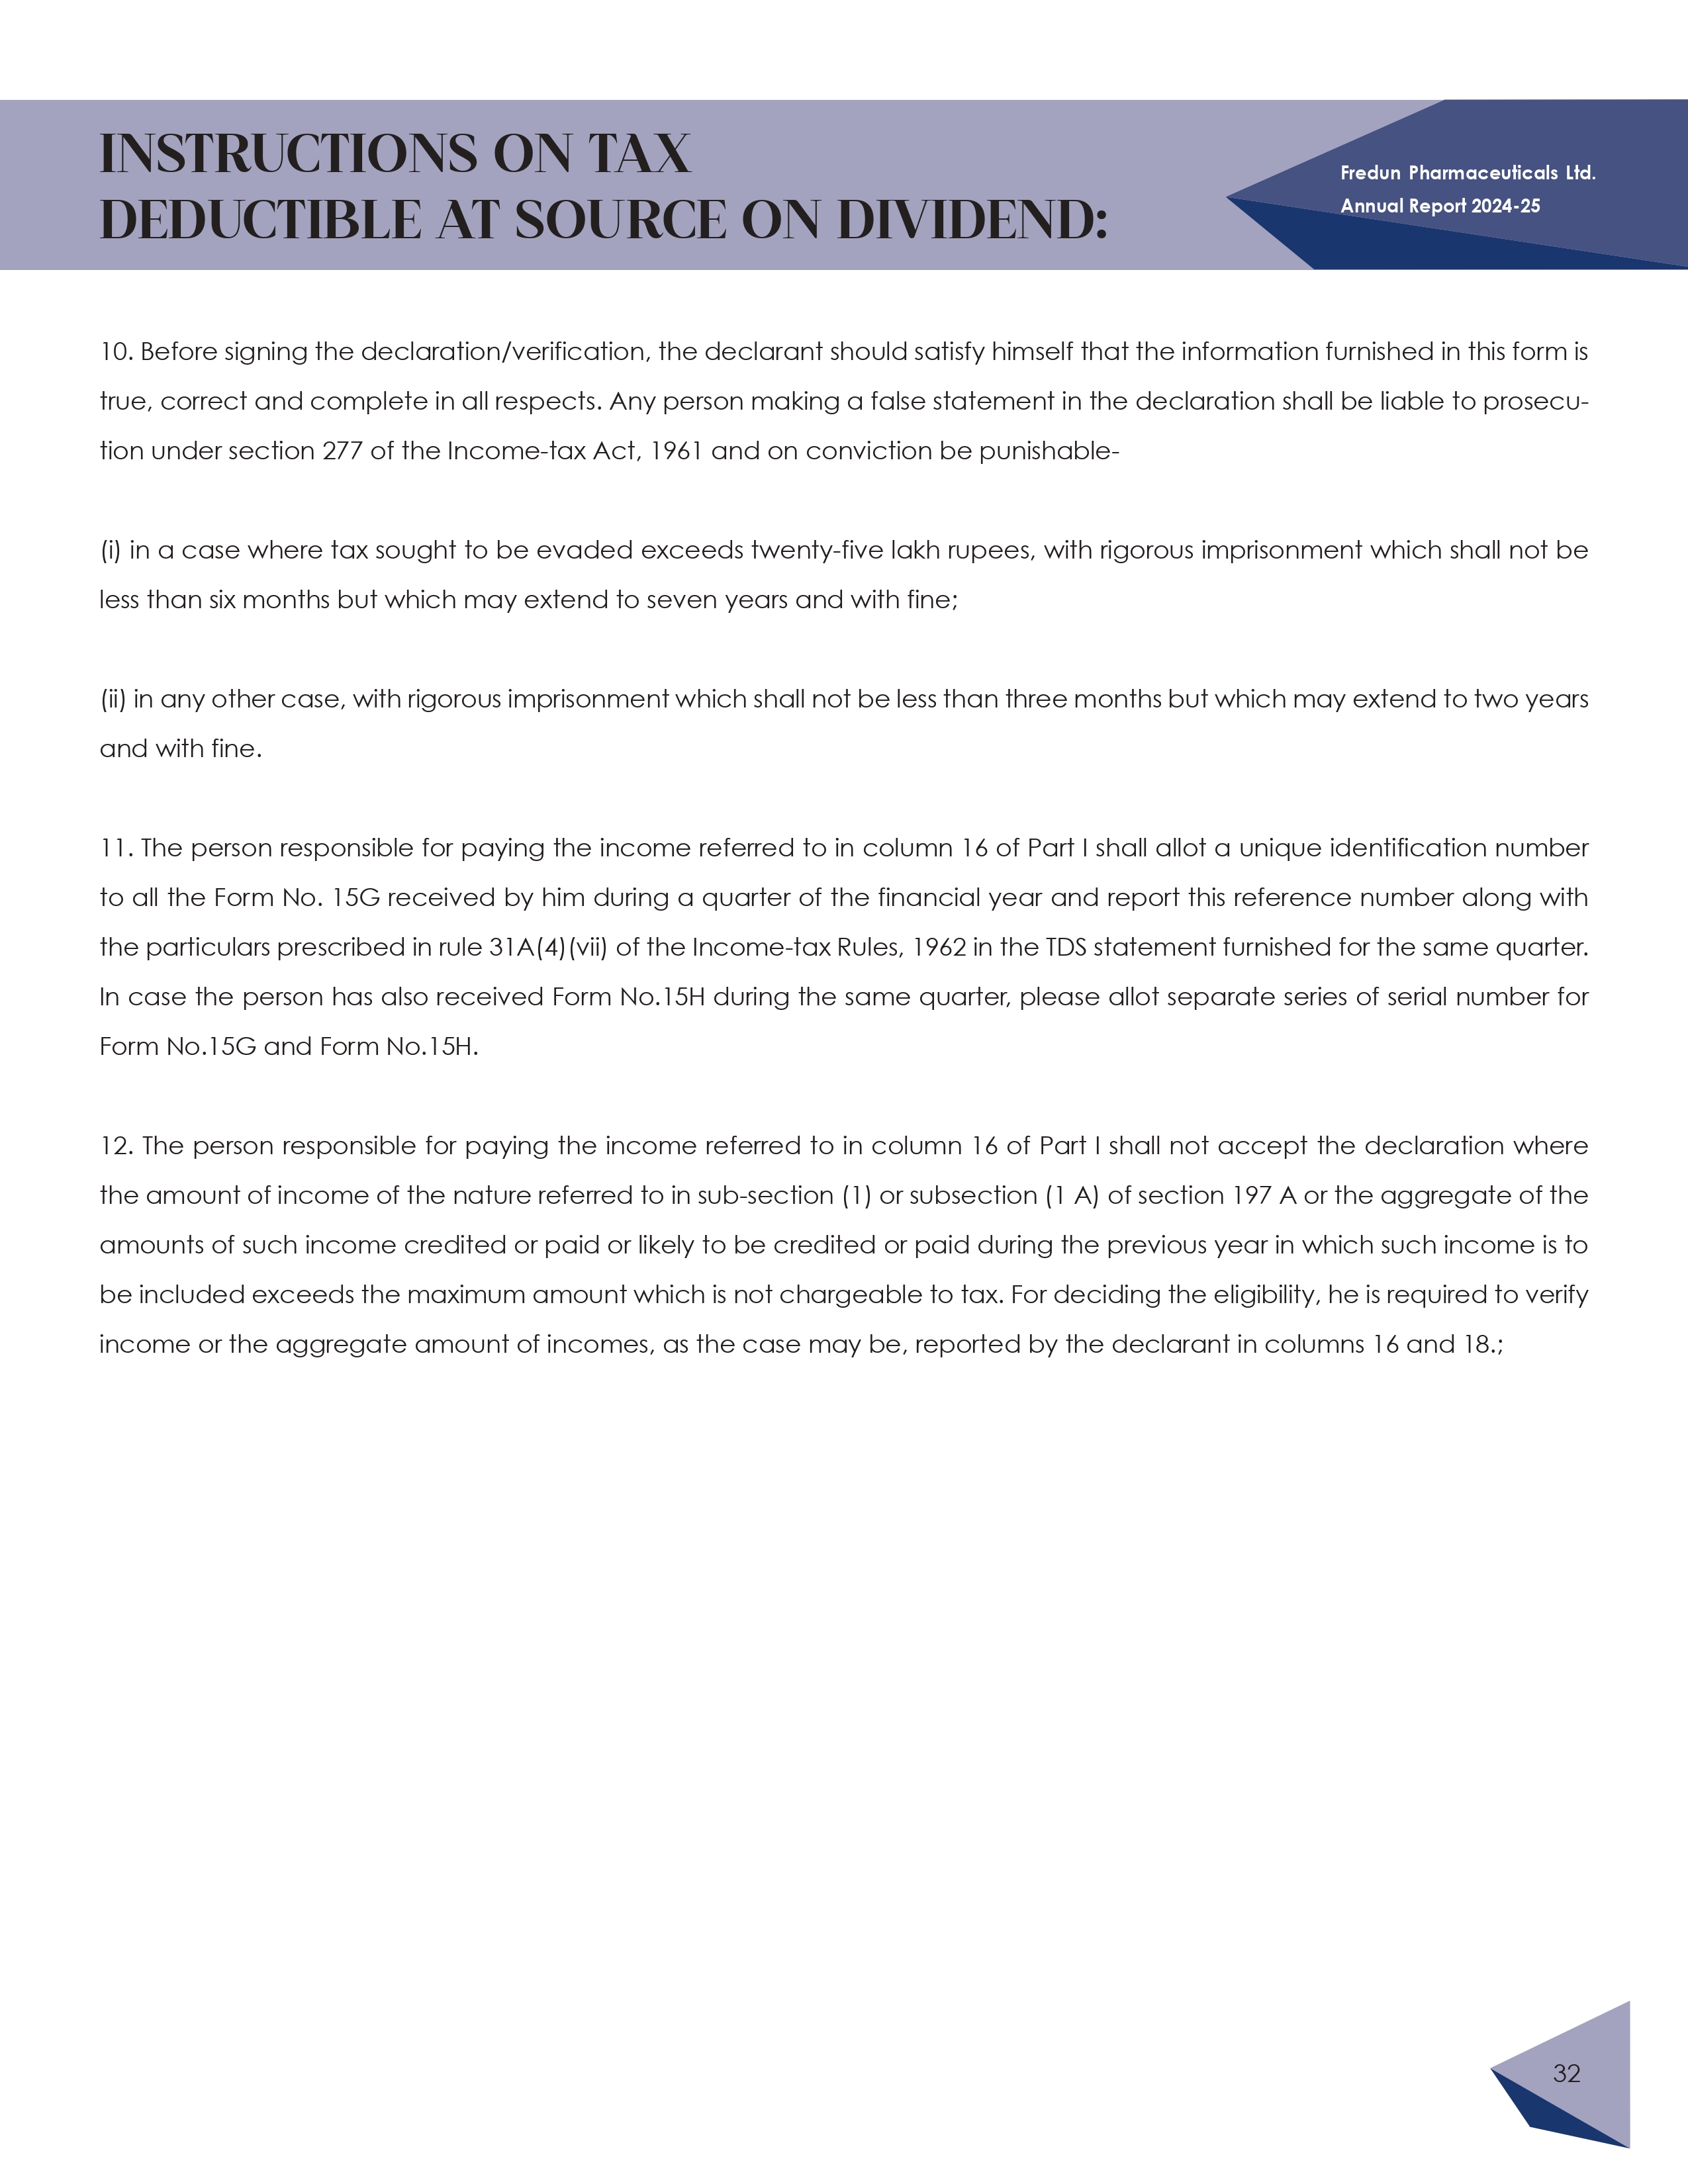 INSTRUCTIONS ON TAX
DEDUCTIBLE AT SOURCE ON DIVIDEND:
Fredun Pharmaceuticals Ltd.
Annual Report 2024-25
10. Before signing the declaration/verification, the declarant should satisfy himself that the information furnished in this form is
true, correct and complete in all respects. Any person making a false statement in the declaration shall be liable to prosecu-
tion under section 277 of the Income-tax Act, 1961 and on conviction be punishable-
(i) in a case where tax sought to be evaded exceeds twenty-five lakh rupees, with rigorous imprisonment which shall not be
less than six months but which may extend to seven years and with fine;
(ii) in any other case, with rigorous imprisonment which shall not be less than three months but which may extend to two years
and with fine.
11. The person responsible for paying the income referred to in column 16 of Part I shall allot a unique identification number
to all the Form No. 15G received by him during a quarter of the financial year and report this reference number along with
the particulars prescribed in rule 31A(4)(vii) of the Income-tax Rules, 1962 in the TDS statement furnished for the same quarter.
In case the person has also received Form No.15H during the same quarter, please allot separate series of serial number for
Form No.15G and Form No.15H.
12. The person responsible for paying the income referred to in column 16 of Part I shall not accept the declaration where
the amount of income of the nature referred to in sub-section (1) or subsection (1 A) of section 197 A or the aggregate of the
amounts of such income credited or paid or likely to be credited or paid during the previous year in which such income is to
be included exceeds the maximum amount which is not chargeable to tax. For deciding the eligibility, he is required to verify
income or the aggregate amount of incomes, as the case may be, reported by the declarant in columns 16 and 18.;
32